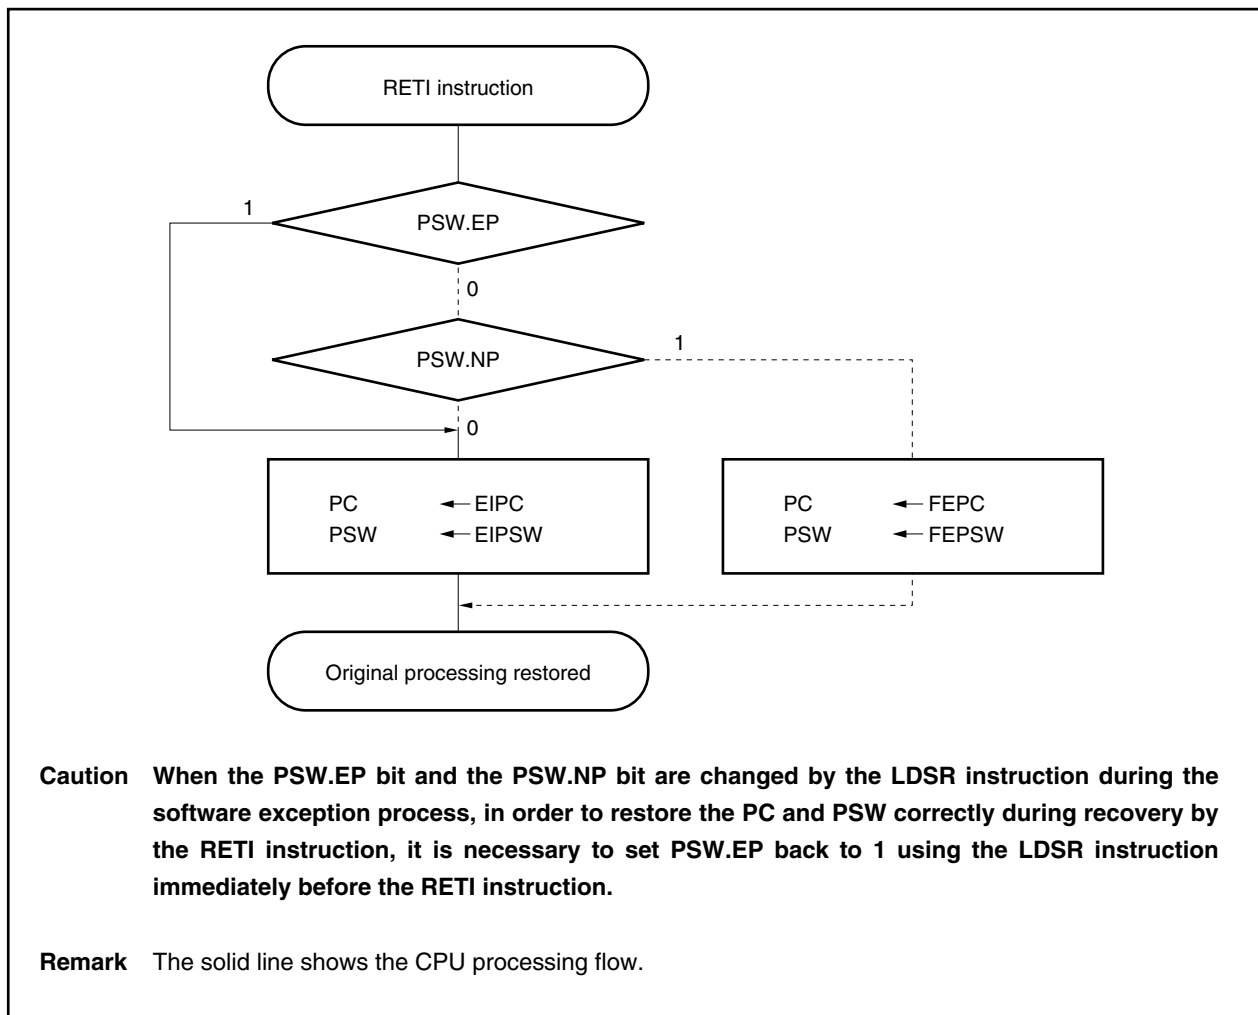 RETI instruction
1
PSW.EP
0
PSW.NP
1
0
PC ← EIPC
PSW ← EIPSW
PC ← FEPC
PSW ← FEPSW
Original processing restored
Caution When the PSW.EP bit and the PSW.NP bit are changed by the LDSR instruction during the
software exception process, in order to restore the PC and PSW correctly during recovery by
the RETI instruction, it is necessary to set PSW.EP back to 1 using the LDSR instruction
immediately before the RETI instruction.
Remark The solid line shows the CPU processing flow.